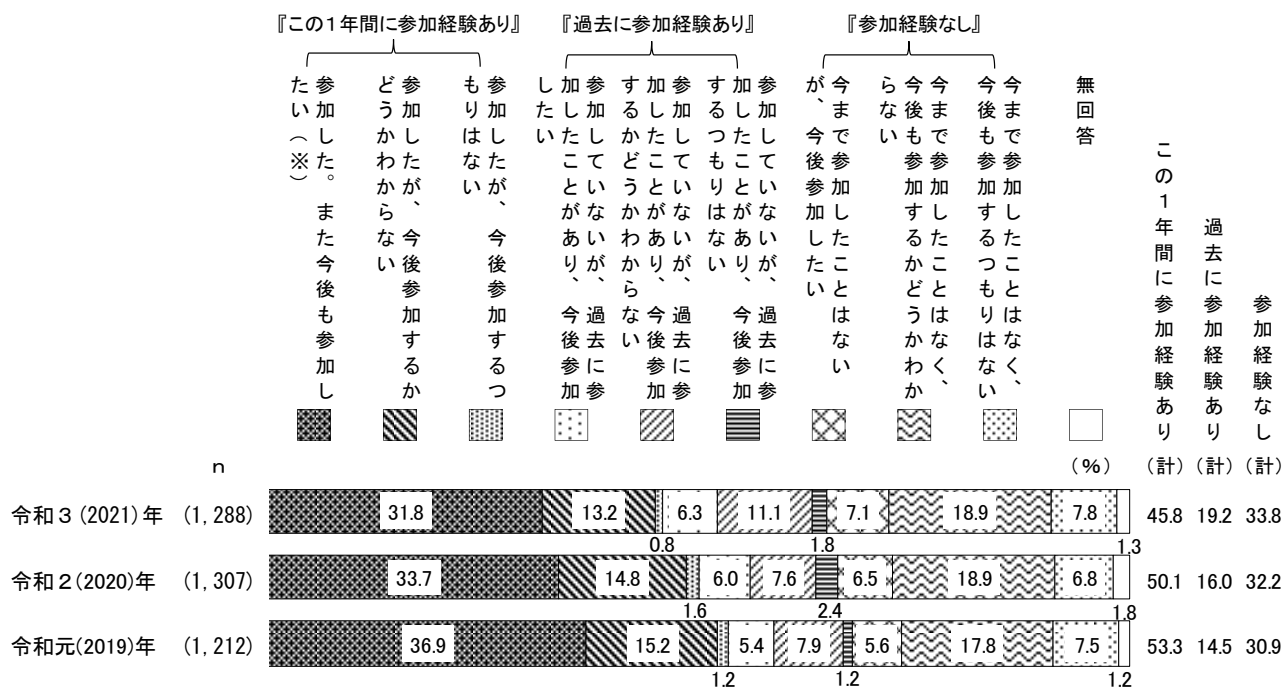 『この1年間に参加経験あり』
『過去に参加経験あり』
『参加経験なし』
参加した。また今後も参加し
たい(※)
参加したが、今後参加するか
どうかわからない
参加したが、今後参加するつ
もりはない
参加していないが、過去に参
加したことがあり、今後参加
したい
参加していないが、過去に参
加したことがあり、今後参加
するかどうかわからない
参加していないが、過去に参
加したことがあり、今後参加
するつもりはない
今まで参加したことはない
が、今後参加したい
今まで参加したことはなく、
今後も参加するかどうかわか
らない
今まで参加したことはなく、
今後も参加するつもりはない
無回答
この1年間に参加経験あり(計)
過去に参加経験あり(計)
参加経験なし(計)
n (%)
令和3(2021)年 (1,288) 31.8 13.2 0.8 6.3 11.1 1.8 7.1 18.9 7.8 1.3 45.8 19.2 33.8
令和2(2020)年 (1,307) 33.7 14.8 1.6 6.0 7.6 2.4 6.5 18.9 6.8 1.8 50.1 16.0 32.2
令和元(2019)年 (1,212) 36.9 15.2 1.2 5.4 7.9 1.2 5.6 17.8 7.5 1.2 53.3 14.5 30.9